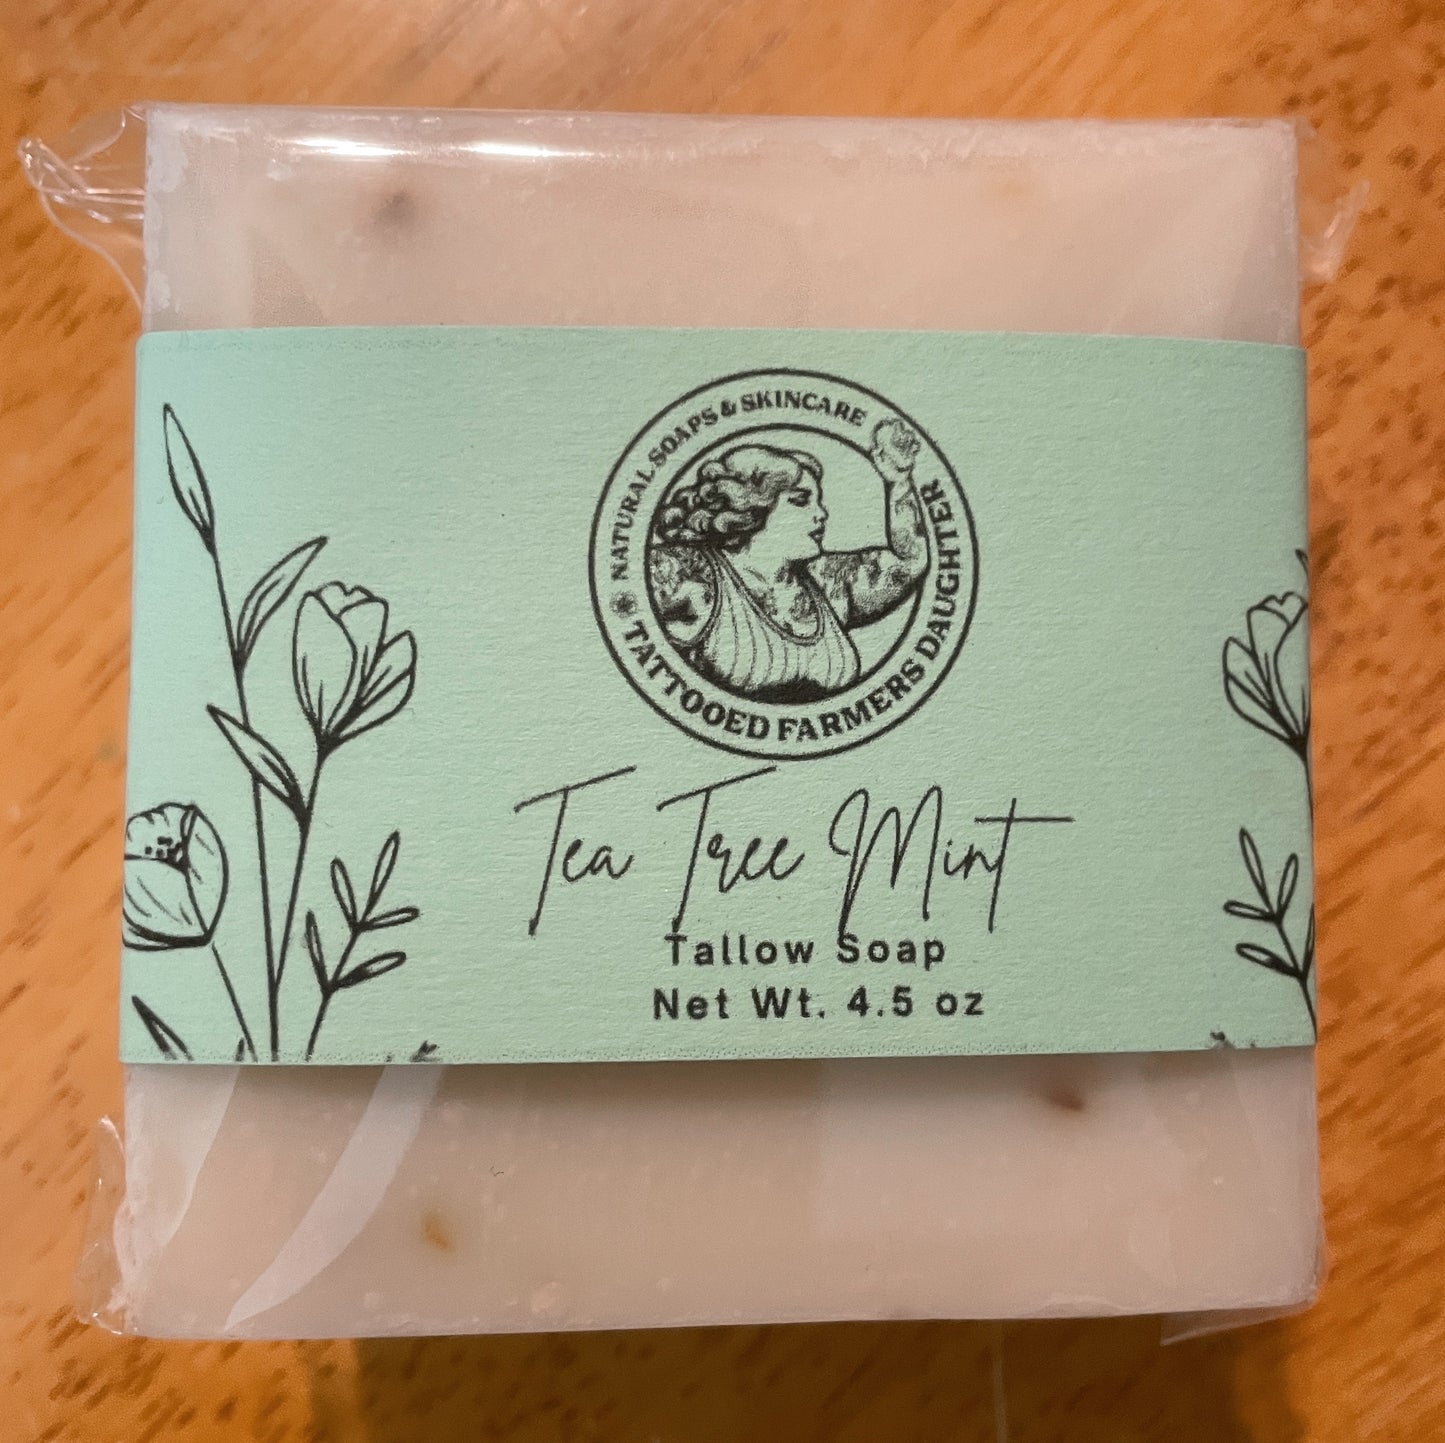 NATURAL SOAPS & SKINCARE
TATTOOED FARMERS DAUGHTER
Tea Tree Mint
Tallow Soap
Net Wt. 4.5 oz